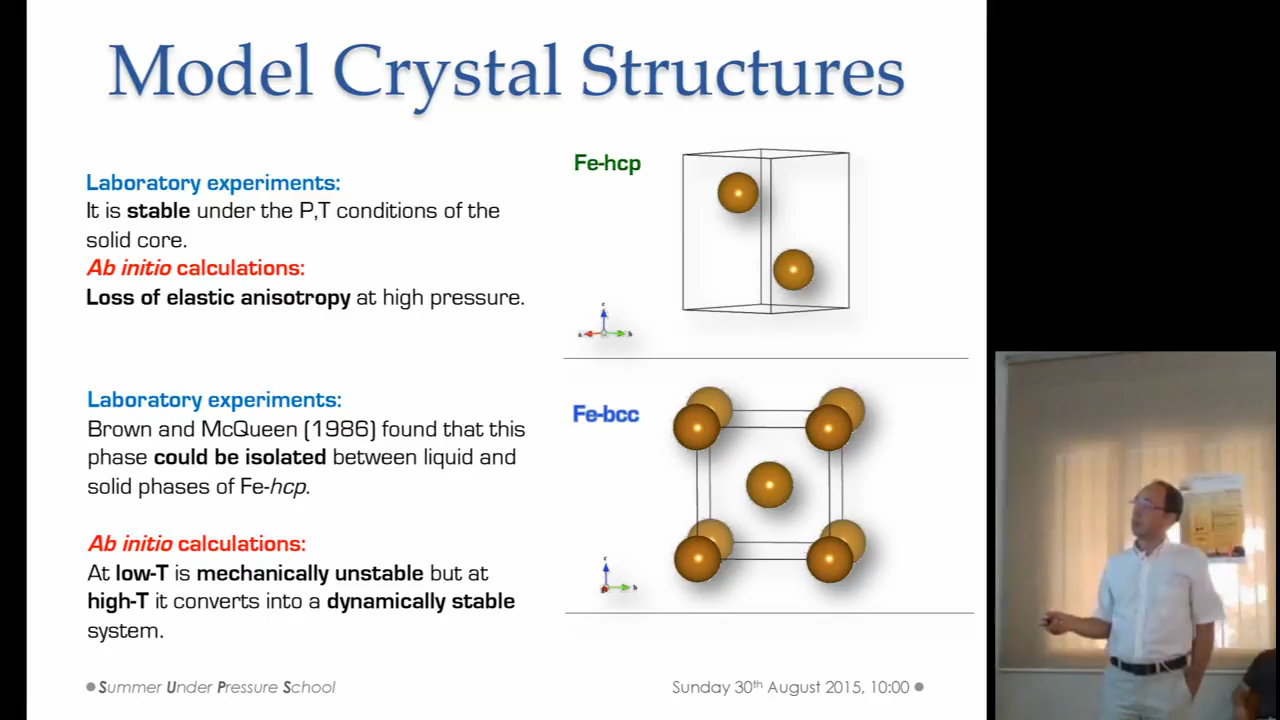 Model Crystal Structures
Laboratory experiments:
It is stable under the P,T conditions of the
solid core.
Ab initio calculations:
Loss of elastic anisotropy at high pressure.
Fe-hcp
c
a
b
Laboratory experiments:
Brown and McQueen (1986) found that this
phase could be isolated between liquid and
solid phases of Fe-hcp.
Ab initio calculations:
At low-T is mechanically unstable but at
high-T it converts into a dynamically stable
system.
Fe-bcc
c
b
Summer Under Pressure School
Sunday 30th August 2015, 10:00